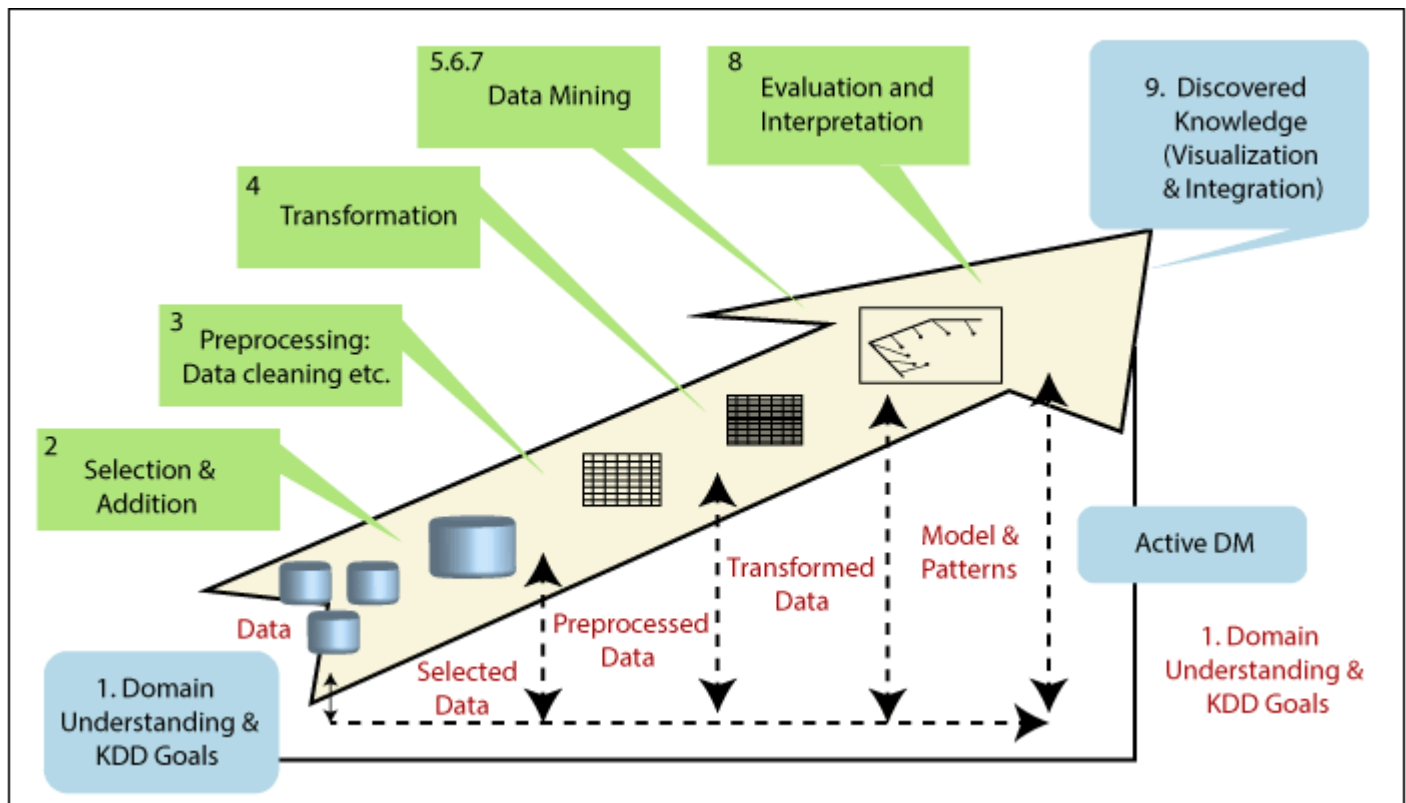 5.6.7
Data Mining
8
Evaluation and
Interpretation
9. Discovered
Knowledge
(Visualization
& Integration)
4
Transformation
3
Preprocessing:
Data cleaning etc.
2
Selection &
Addition
Data
Selected
Data
Preprocessed
Data
Transformed
Data
Model &
Patterns
Active DM
1. Domain
Understanding &
KDD Goals
1. Domain
Understanding &
KDD Goals